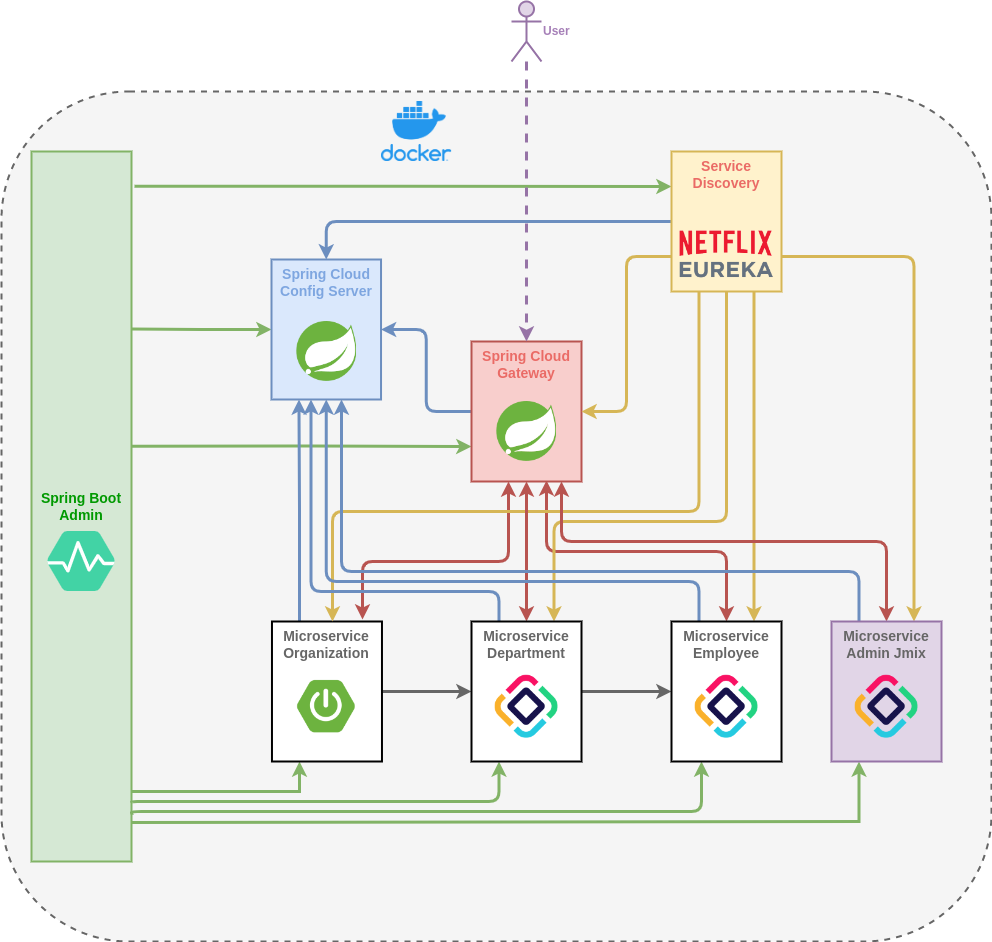 User
docker
Service
Discovery
NETFLIX
EUREKA
Spring Cloud
Config Server
Spring Cloud
Gateway
Spring Boot
Admin
Microservice
Organization
Microservice
Department
Microservice
Employee
Microservice
Admin Jmix